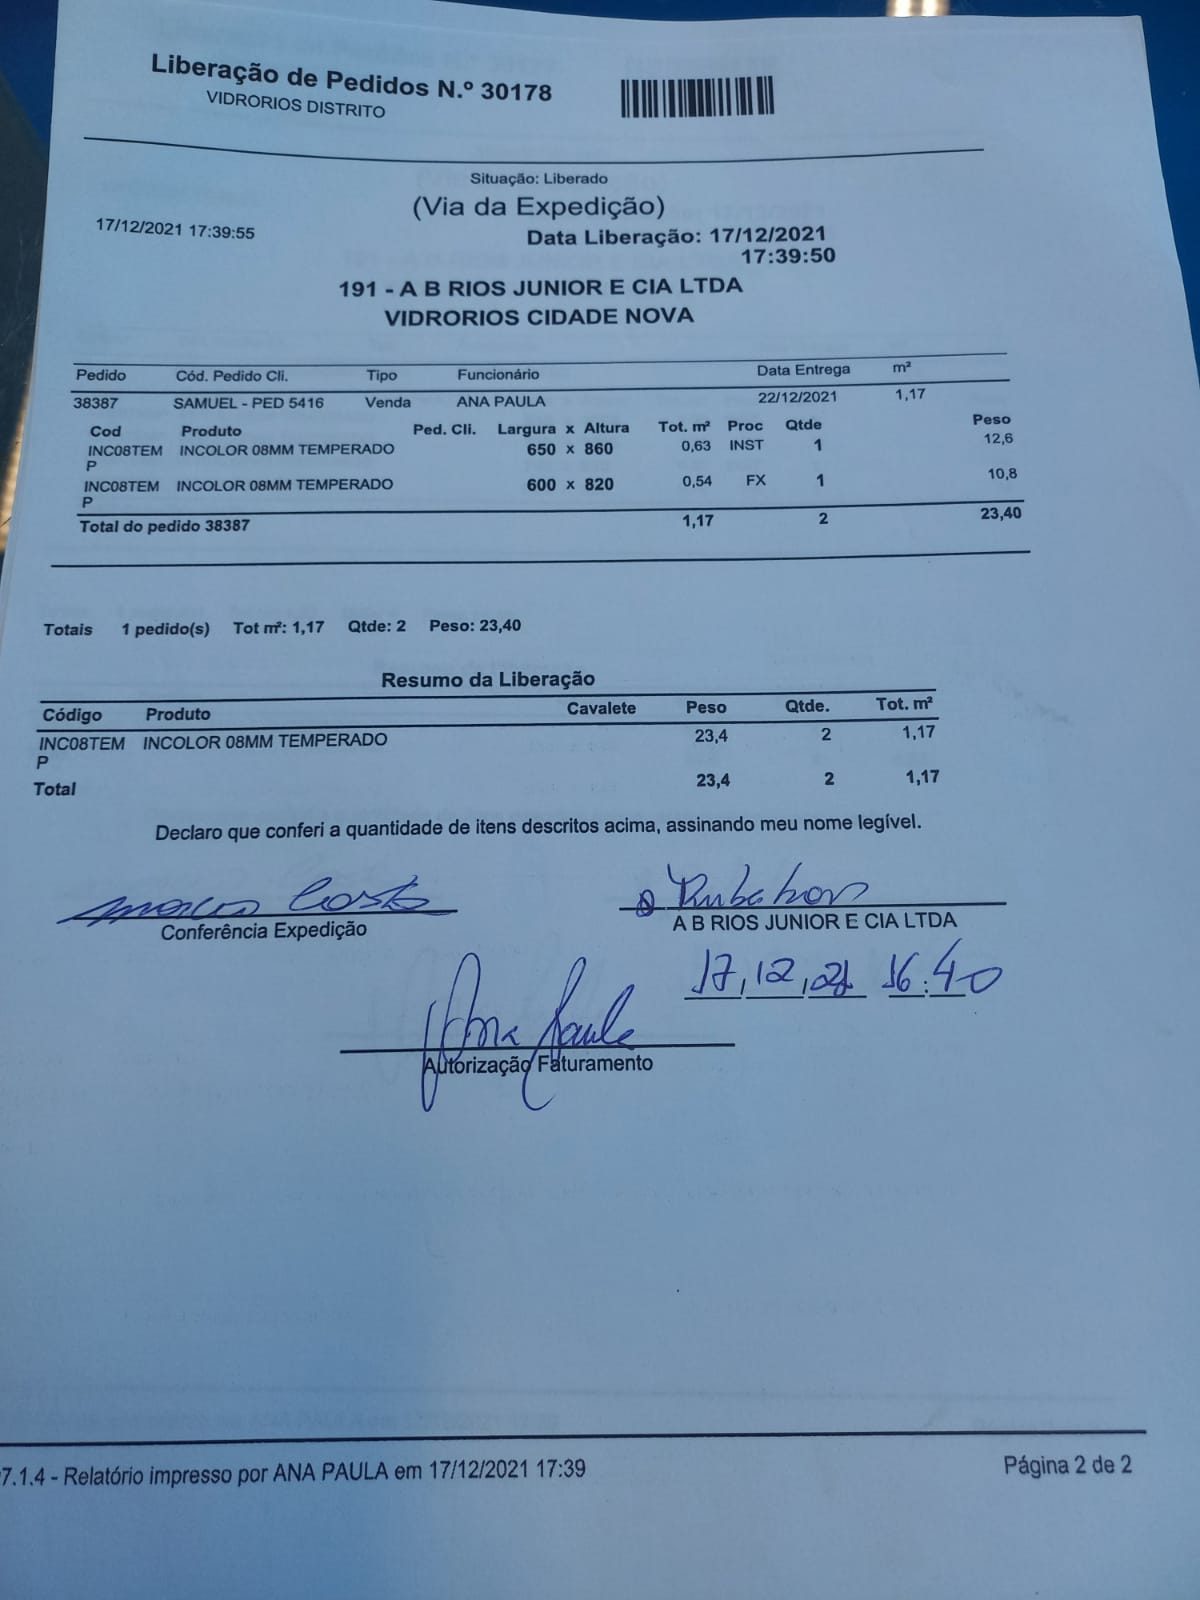 Liberação de Pedidos N.º 30178
VIDRORIOS DISTRITO
Situação: Liberado
(Via da Expedição)
17/12/2021 17:39:55
Data Liberação: 17/12/2021
17:39:50
191 - A B RIOS JUNIOR E CIA LTDA
VIDRORIOS CIDADE NOVA
Pedido Cód. Pedido Cli. Tipo Funcionário Data Entrega m²
38387 SAMUEL - PED 5416 Venda ANA PAULA 22/12/2021 1,17
Cod Produto Ped. Cli. Largura x Altura Tot. m² Proc Qtde Peso
INC08TEM INCOLOR 08MM TEMPERADO 650 x 860 0,63 INST 1 12,6
P
INC08TEM INCOLOR 08MM TEMPERADO 600 x 820 0,54 FX 1 10,8
P
Total do pedido 38387 1,17 2 23,40
Totais 1 pedido(s) Tot m²: 1,17 Qtde: 2 Peso: 23,40
Resumo da Liberação
Código Produto Cavalete Peso Qtde. Tot. m²
INC08TEM INCOLOR 08MM TEMPERADO 23,4 2 1,17
P
Total 23,4 2 1,17
Declaro que conferi a quantidade de itens descritos acima, assinando meu nome legível.
Marcos Costa
Conferência Expedição
A B RIOS JUNIOR E CIA LTDA
17,12,21 16:40
Ana Paula
Autorização Faturamento
7.1.4 - Relatório impresso por ANA PAULA em 17/12/2021 17:39
Página 2 de 2